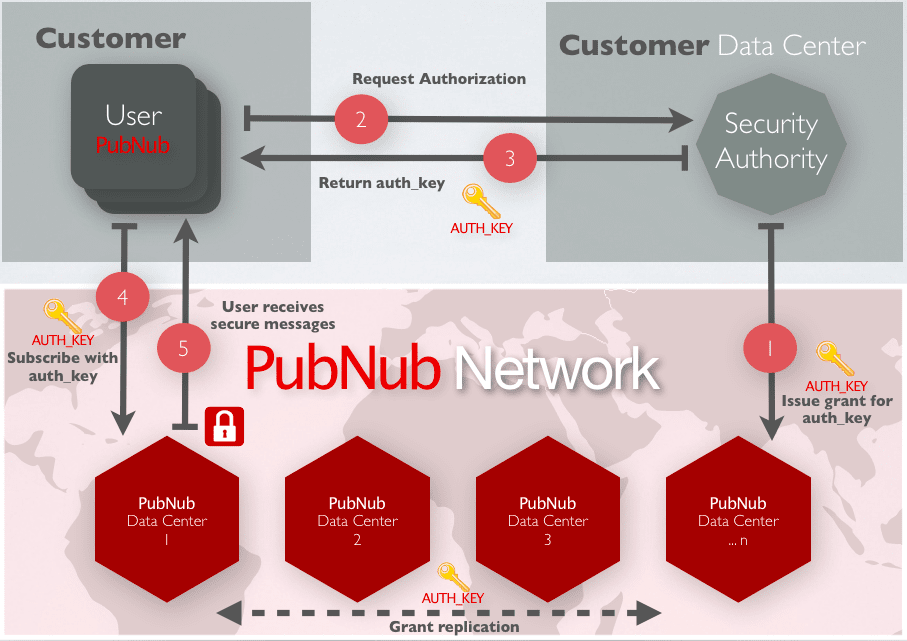 Customer
Customer Data Center
User
PubNub
Request Authorization
2
Security
Authority
3
Return auth_key
AUTH_KEY
4
AUTH_KEY
Subscribe with
auth_key
User receives
secure messages
5
PubNub Network
1
AUTH_KEY
Issue grant for
auth_key
PubNub
Data Center
1
PubNub
Data Center
2
PubNub
Data Center
3
PubNub
Data Center
... n
AUTH_KEY
Grant replication